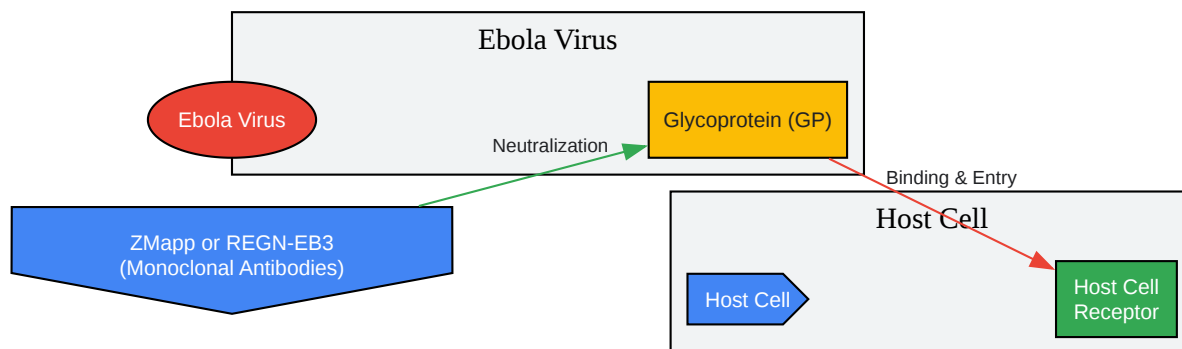 Ebola Virus
Ebola Virus
Glycoprotein (GP)
Neutralization
Binding & Entry
ZMapp or REGN-EB3
(Monoclonal Antibodies)
Host Cell
Host Cell
Host Cell
Receptor